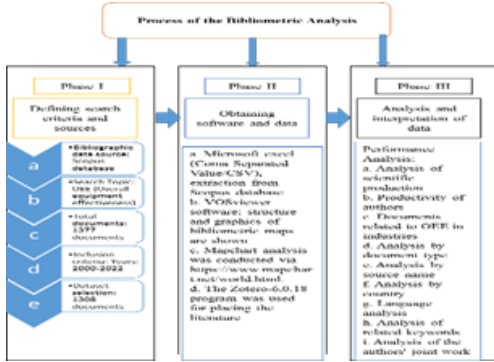 Process of the Bibliometric Analysis
Phase I
Defining search
criteria and
sources
a
•Bibliographic
data source:
Scopus
database
b
•Search Topic:
OEE (Overall
equipment
effectiveness)
c
•Total
documents:
1377
documents
d
•Inclusion
criteria: Years:
2000-2022
e
•Dataset
selection:
1308
documents
Phase II
Obtaining
software and data
a. Microsoft excel
(Coma Separated
Value/CSV),
extraction from
Scopus database
b. VOSviewer
software; structure
and graphics of
bibliometric maps
are shown
c. Mapchart analysis
was conducted via
https://www.mapchar
t.net/world.html.
d. The Zotero-6.0.18
program was used
for placing the
literature
Phase III
Analysis and
interpretation of
data
Performance
Analysis:
a. Analysis of
scientific
production
b. Productivity of
authors
c. Documents
related to OEE in
industries
d. Analysis by
document type
e. Analysis by
source name
f. Analysis by
country
g. Language
analysis
h. Analysis of
related keywords
i. Analysis of the
authors' joint work